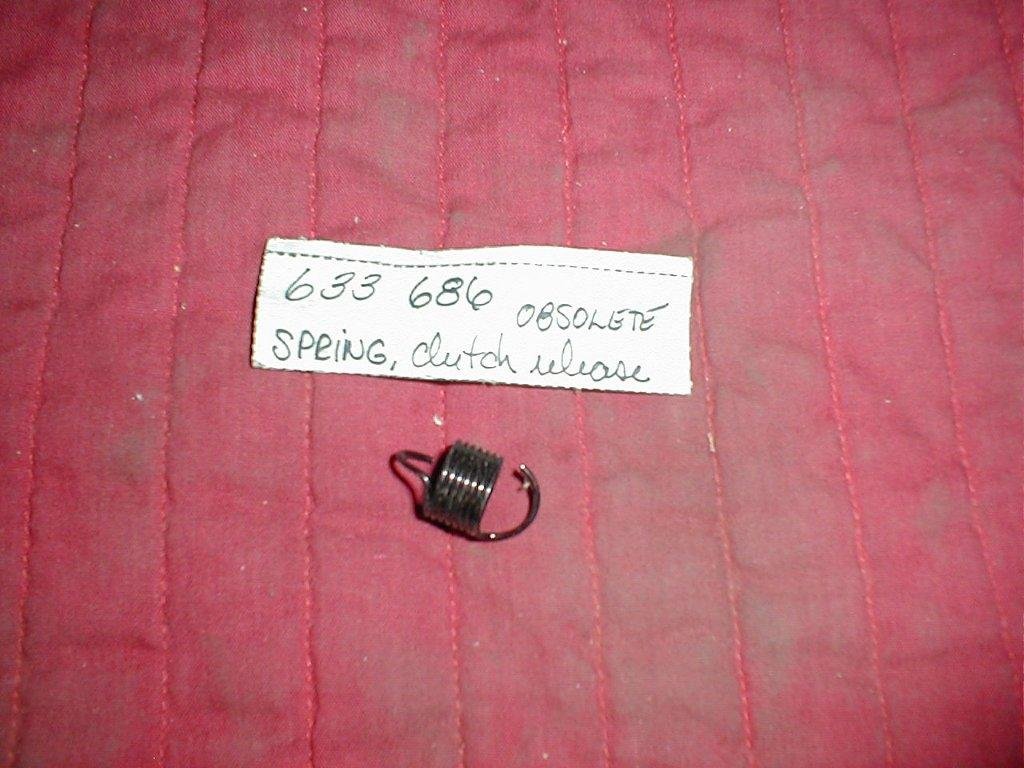 633 686 OBSOLETE
SPRiNG, clutch release